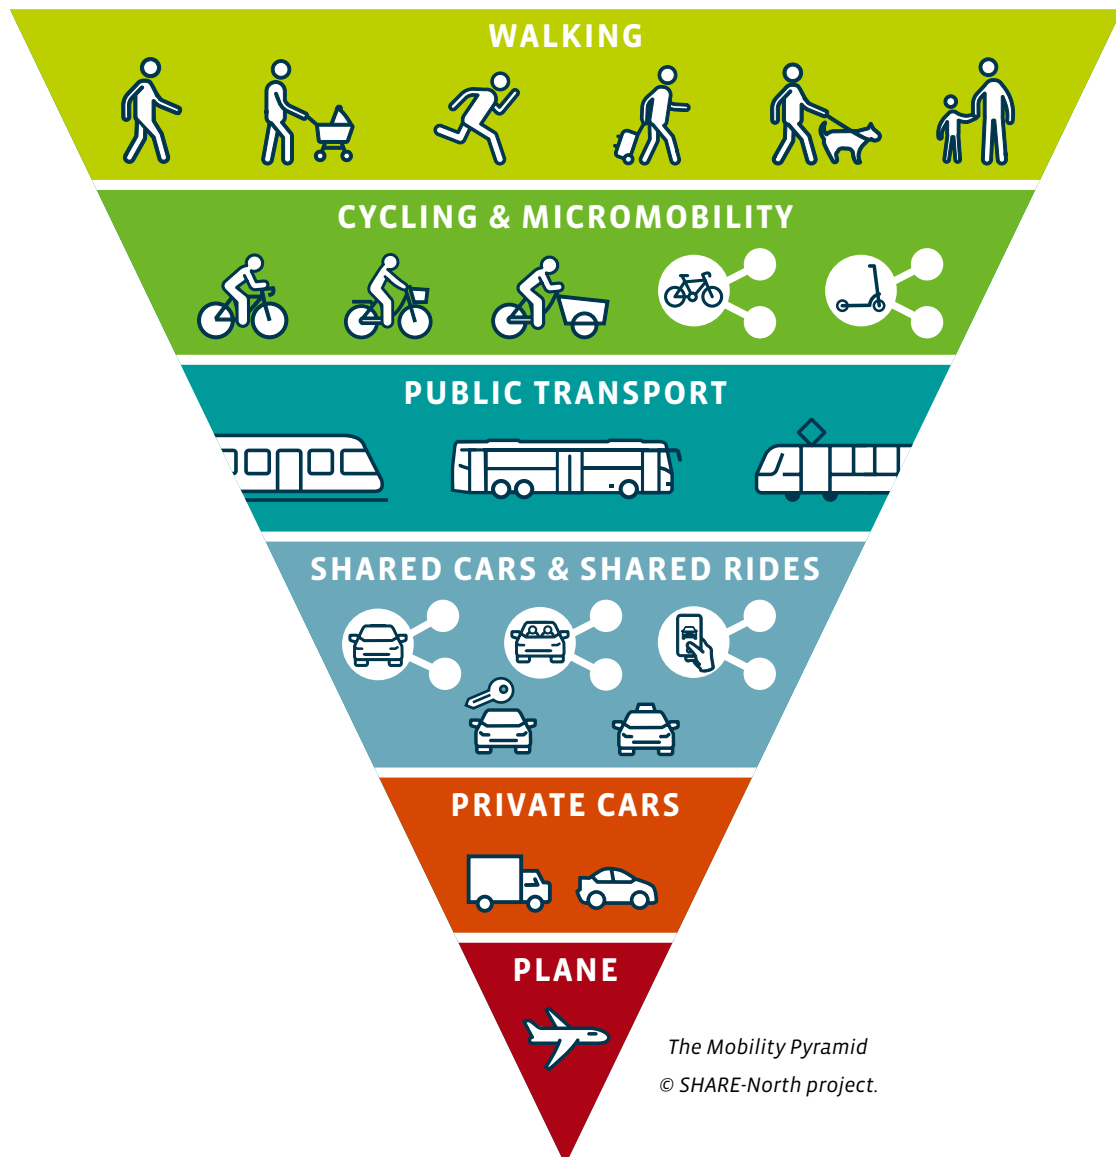 WALKING
CYCLING & MICROMOBILITY
PUBLIC TRANSPORT
SHARED CARS & SHARED RIDES
PRIVATE CARS
PLANE
The Mobility Pyramid
© SHARE-North project.